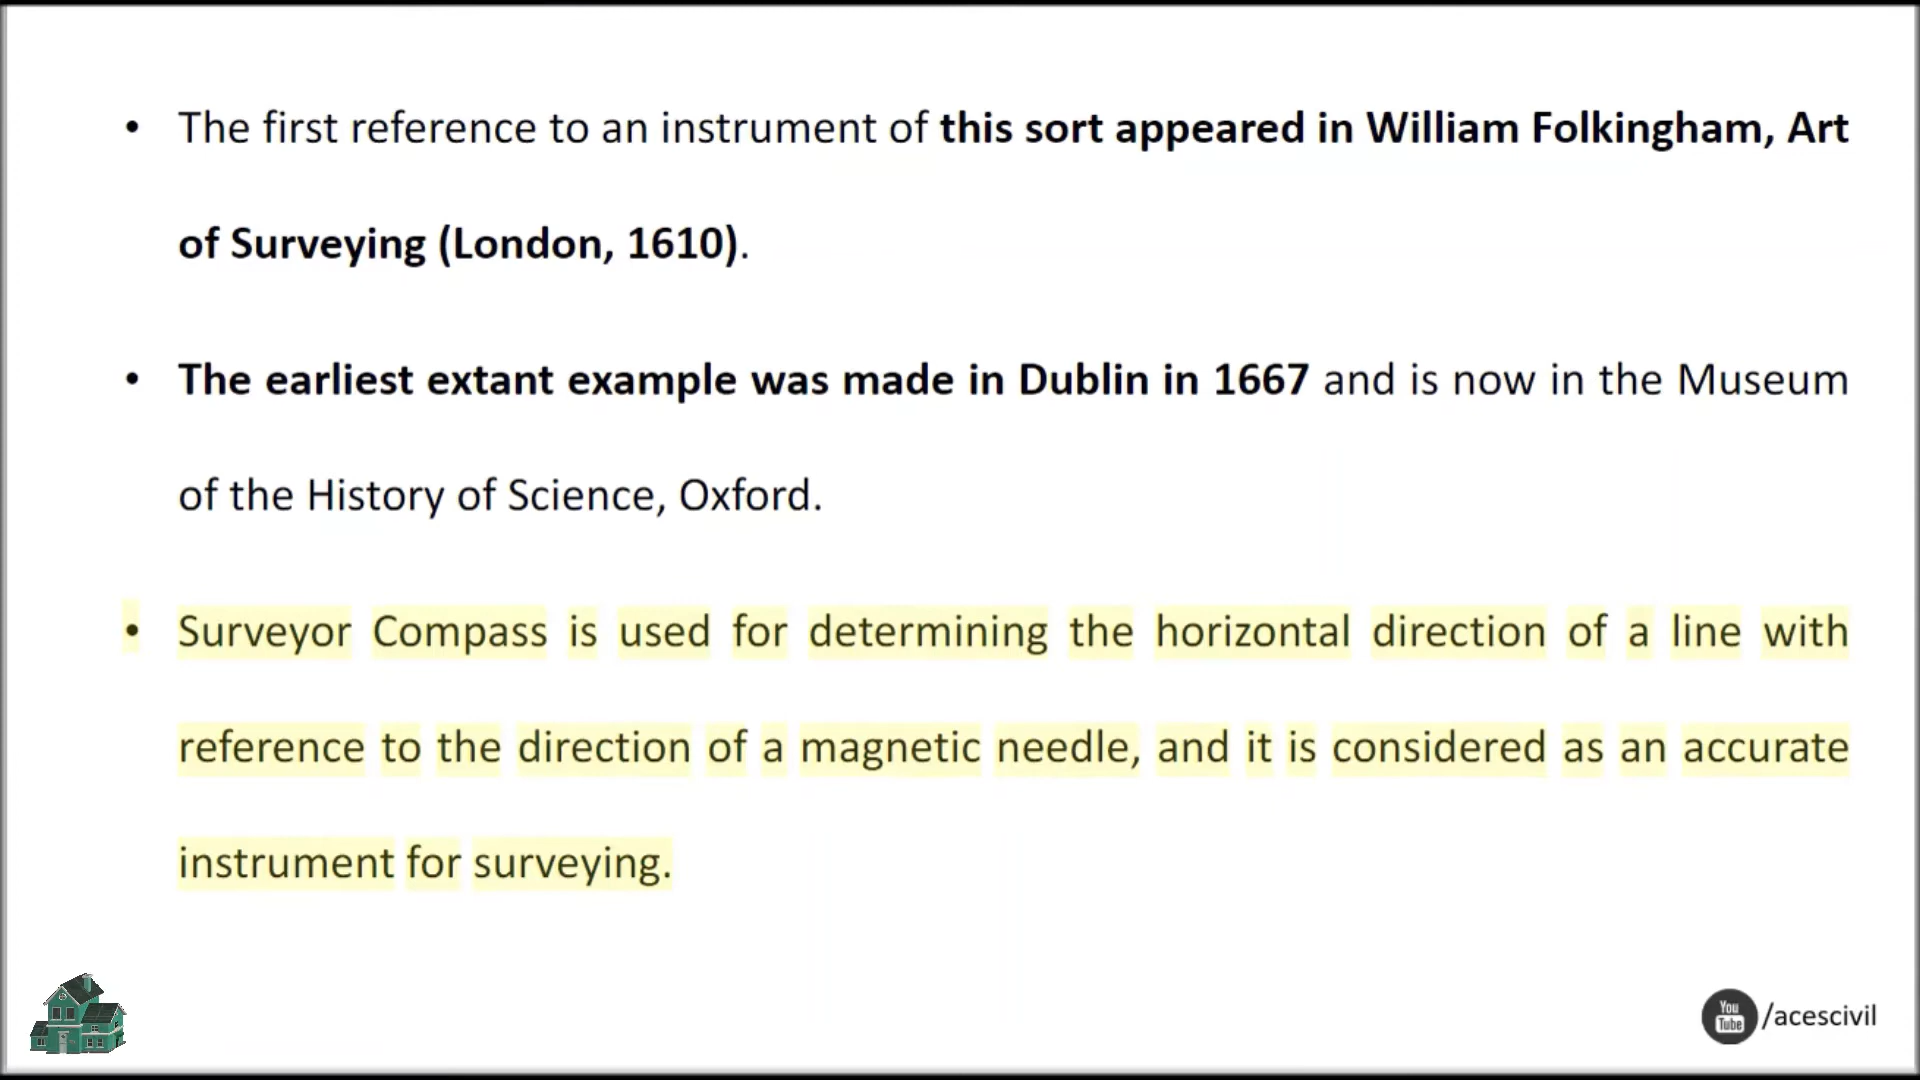 • The first reference to an instrument of this sort appeared in William Folkingham, Art
of Surveying (London, 1610).
• The earliest extant example was made in Dublin in 1667 and is now in the Museum
of the History of Science, Oxford.
• Surveyor Compass is used for determining the horizontal direction of a line with
reference to the direction of a magnetic needle, and it is considered as an accurate
instrument for surveying.
You
Tube /acescivil